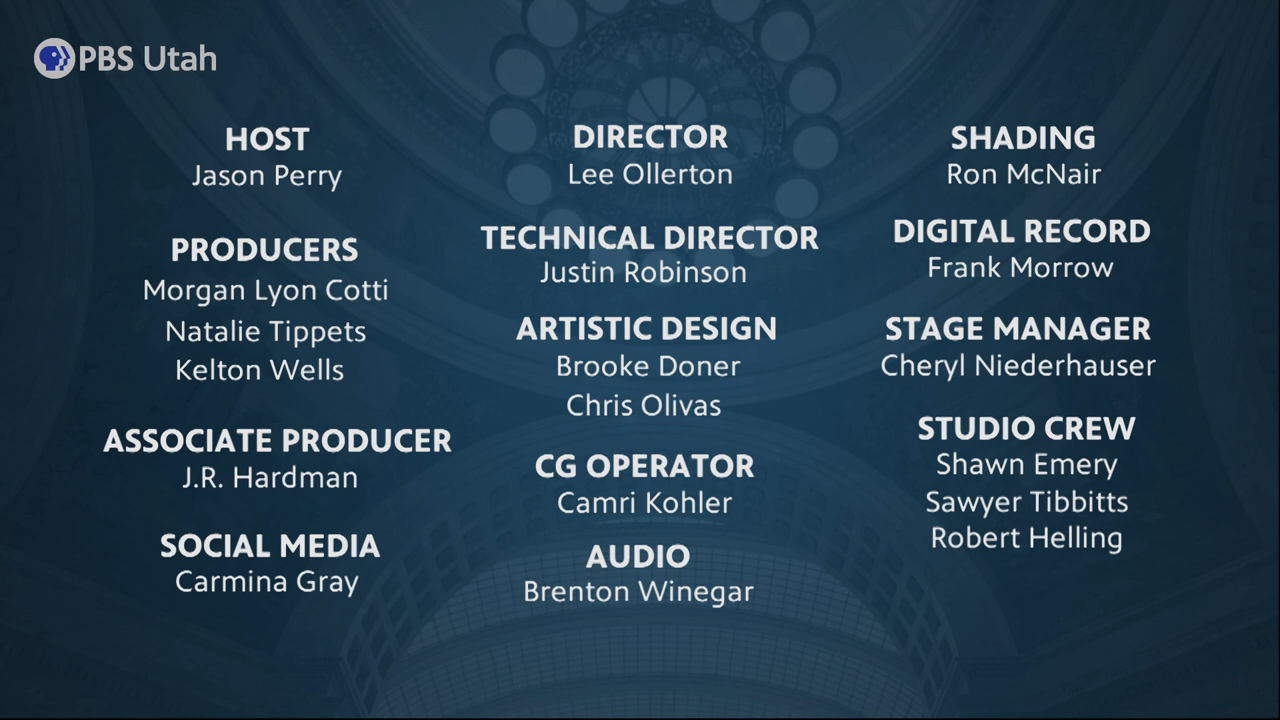 PBS Utah
HOST
Jason Perry
PRODUCERS
Morgan Lyon Cotti
Natalie Tippets
Kelton Wells
ASSOCIATE PRODUCER
J.R. Hardman
SOCIAL MEDIA
Carmina Gray
DIRECTOR
Lee Ollerton
TECHNICAL DIRECTOR
Justin Robinson
ARTISTIC DESIGN
Brooke Doner
Chris Olivas
CG OPERATOR
Camri Kohler
AUDIO
Brenton Winegar
SHADING
Ron McNair
DIGITAL RECORD
Frank Morrow
STAGE MANAGER
Cheryl Niederhauser
STUDIO CREW
Shawn Emery
Sawyer Tibbitts
Robert Helling